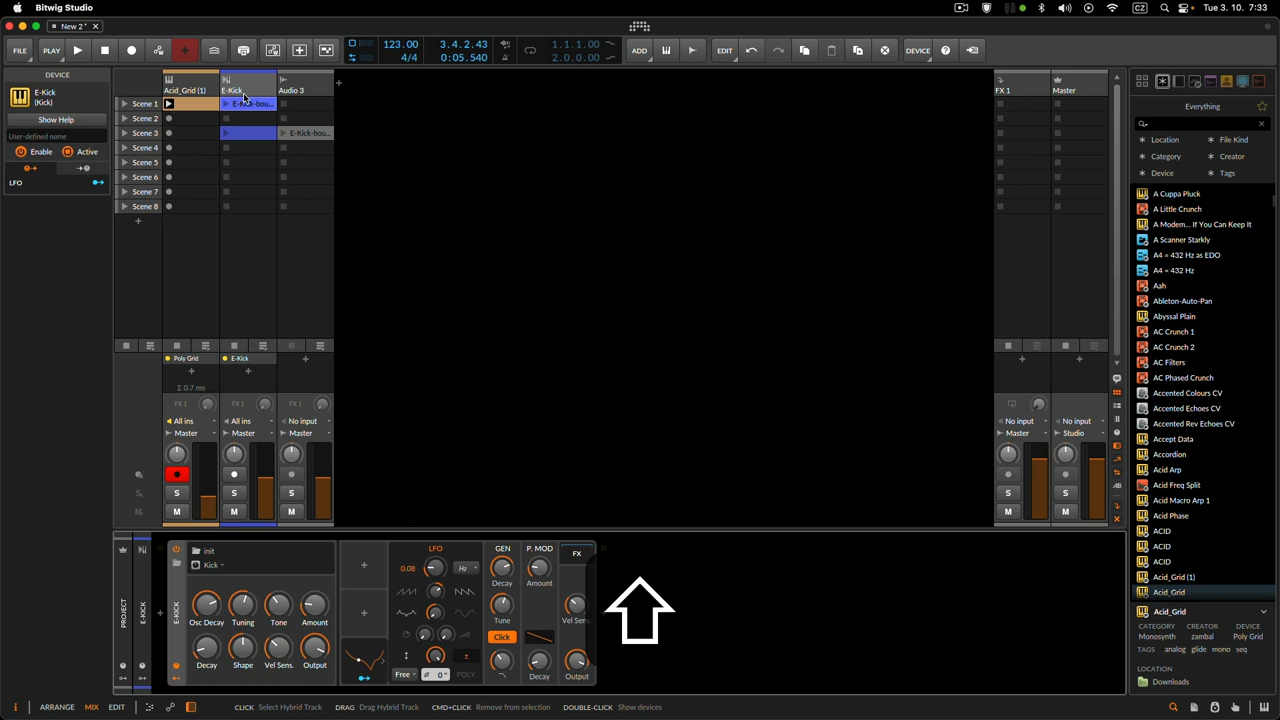 Bitwig Studio
CZ
Tue 3. 10. 7:33
New 2*
FILE
PLAY
123.00
4/4
3.4.2.43
0:05.540
1.1.1.00
2.0.0.00
ADD
EDIT
DEVICE
DEVICE
E-Kick
(Kick)
Show Help
User-defined name
Enable
Active
LFO
Acid_Grid (1)
E-Kick
Audio 3
FX 1
Master
Scene 1
E-Kick-bou...
Scene 2
Scene 3
E-Kick-bou...
Scene 4
Scene 5
Scene 6
Scene 7
Scene 8
Poly Grid
E-Kick
Σ 0.7 ms
FX 1
FX 1
FX 1
All ins
All ins
No input
No input
No input
Master
Master
Master
Master
Studio
S
S
S
S
S
M
M
M
M
M
AB
Everything
Location
File Kind
Category
Creator
Device
Tags
A Cuppa Pluck
A Little Crunch
A Modem... If You Can Keep It
A Scanner Starkly
A4 = 432 Hz as EDO
A4 = 432 Hz
Aah
Ableton-Auto-Pan
Abyssal Plain
AC Crunch 1
AC Crunch 2
AC Filters
AC Phased Crunch
Accented Colours CV
Accented Echoes CV
Accented Rev Echoes CV
Accept Data
Accordion
Acid Arp
Acid Freq Split
Acid Macro Arp 1
Acid Phase
ACID
ACID
ACID
Acid_Grid (1)
Acid_Grid
Acid_Grid
CATEGORY
CREATOR
DEVICE
Monosynth
zambal
Poly Grid
TAGS
analog glide mono seq
LOCATION
Downloads
PROJECT
E-KICK
E-KICK
init
Kick
Osc Decay
Tuning
Tone
Amount
Decay
Shape
Vel Sens.
Output
LFO
0.08
Hz
Free
0°
POLY
GEN
Decay
Tune
Click
P. MOD
Amount
Decay
FX
Vel Sens.
Output
ARRANGE
MIX
EDIT
CLICK Select Hybrid Track
DRAG Drag Hybrid Track
CMD+CLICK Remove from selection
DOUBLE-CLICK Show devices